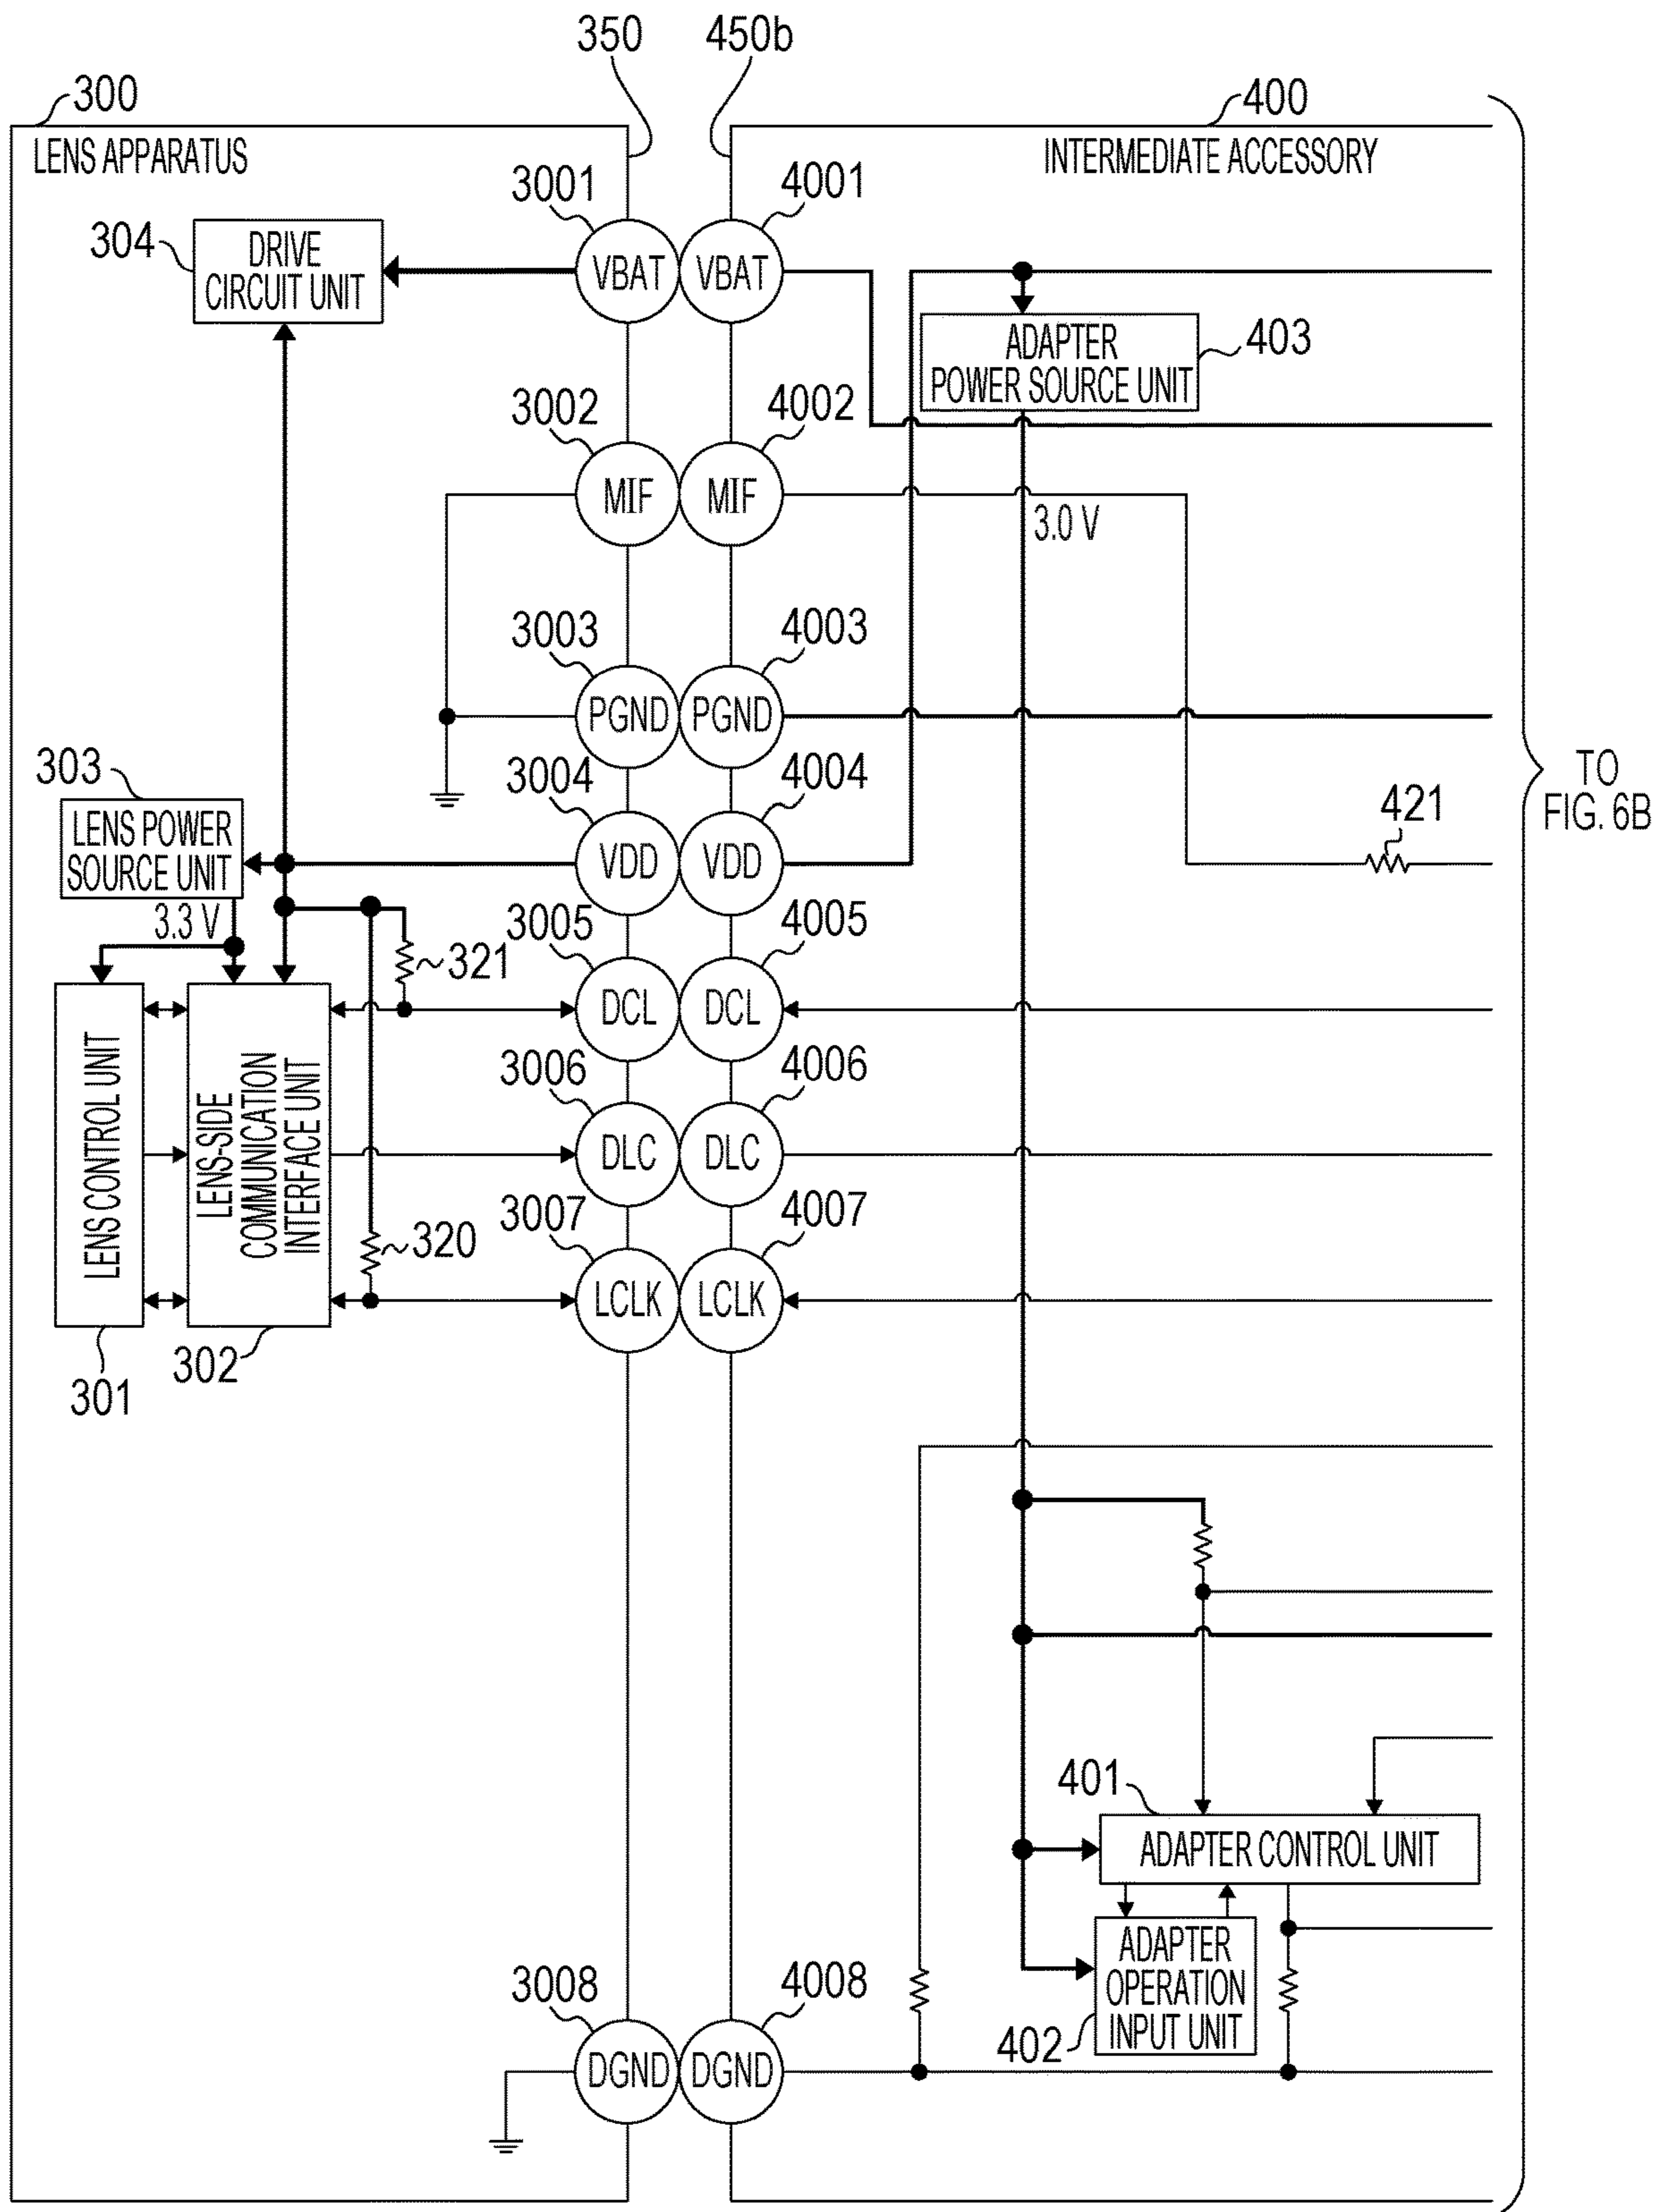 350
450b
300
400
LENS APPARATUS
INTERMEDIATE ACCESSORY
3001
4001
304
DRIVE
CIRCUIT UNIT
VBAT
VBAT
ADAPTER
POWER SOURCE UNIT
403
3002
4002
MIF
MIF
3.0 V
3003
4003
PGND
PGND
303
3004
4004
TO
FIG. 6B
421
LENS POWER
SOURCE UNIT
VDD
VDD
3.3 V
3005
4005
321
DCL
DCL
LENS CONTROL UNIT
LENS-SIDE
COMMUNICATION
INTERFACE UNIT
3006
4006
DLC
DLC
3007
4007
320
LCLK
LCLK
301
302
401
ADAPTER CONTROL UNIT
ADAPTER
OPERATION
INPUT UNIT
402
3008
4008
DGND
DGND